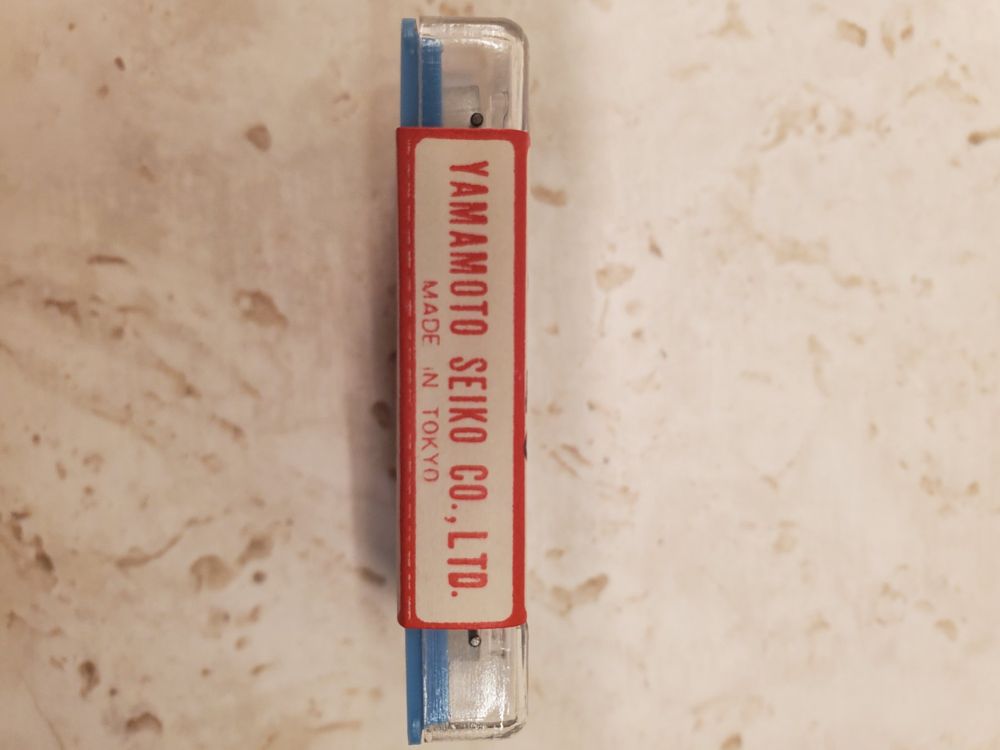 YAMAMOTO SEIKO CO., LTD.
MADE iN TOKYO